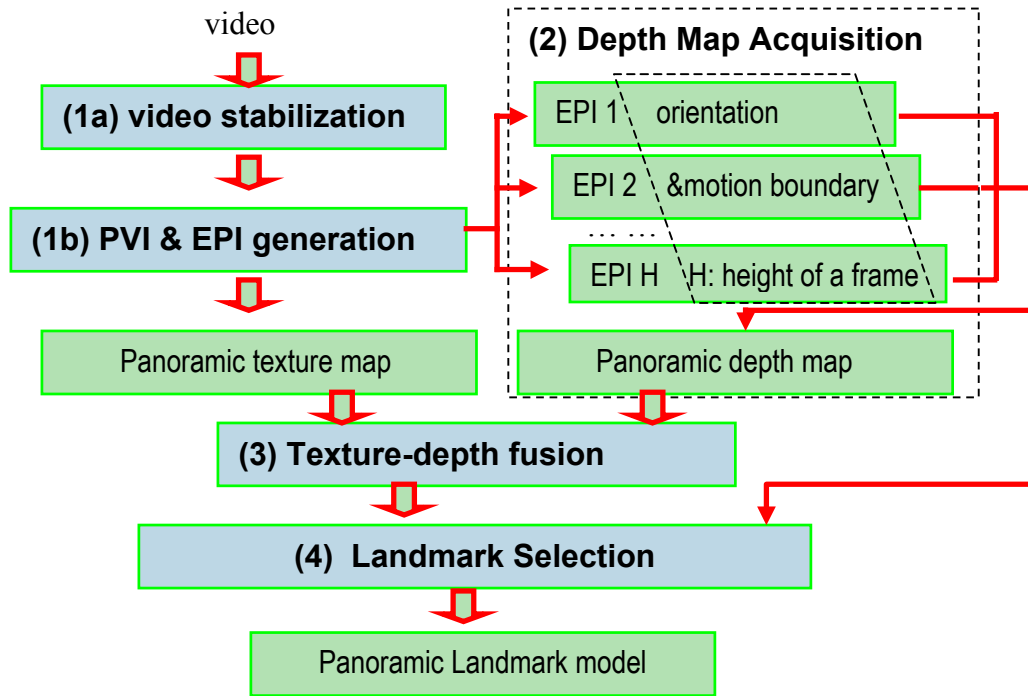 video
(1a) video stabilization
(1b) PVI & EPI generation
Panoramic texture map
(2) Depth Map Acquisition
EPI 1 orientation
EPI 2 &motion boundary
... ...
EPI H H: height of a frame
Panoramic depth map
(3) Texture-depth fusion
(4) Landmark Selection
Panoramic Landmark model